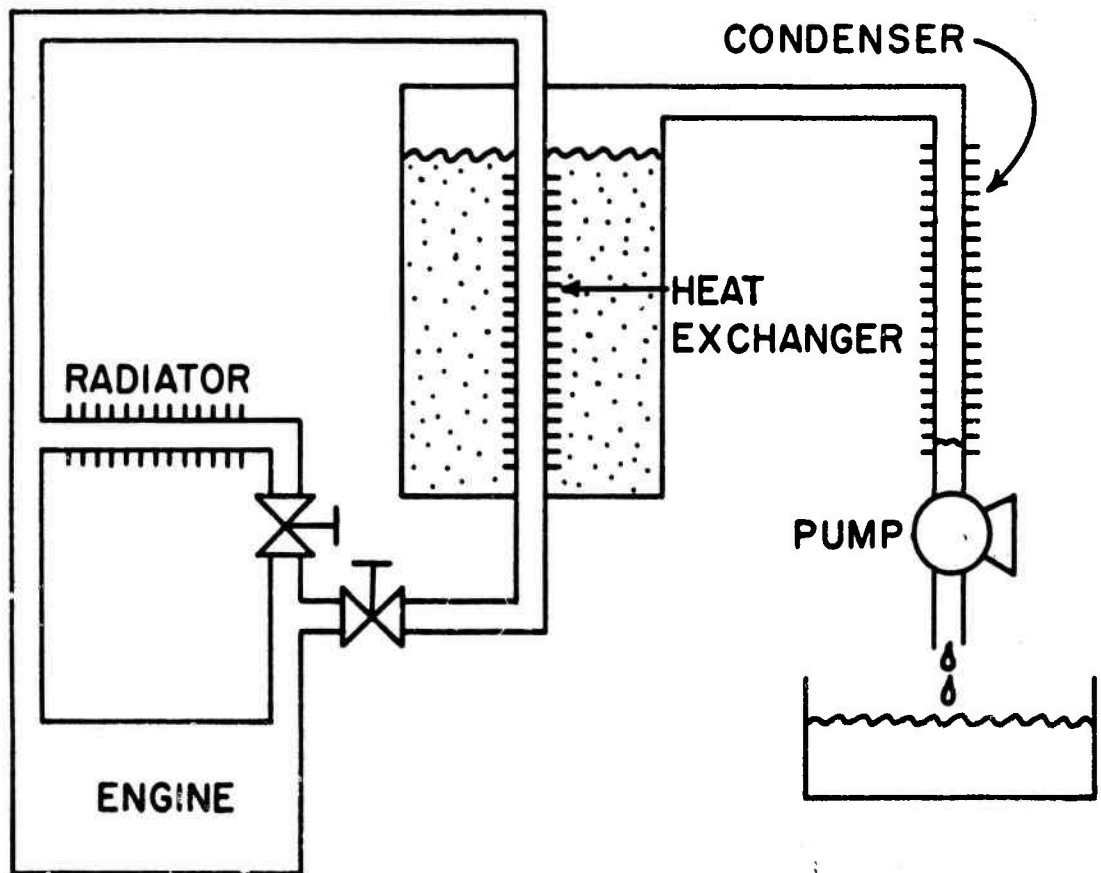 CONDENSER
HEAT
EXCHANGER
RADIATOR
PUMP
ENGINE